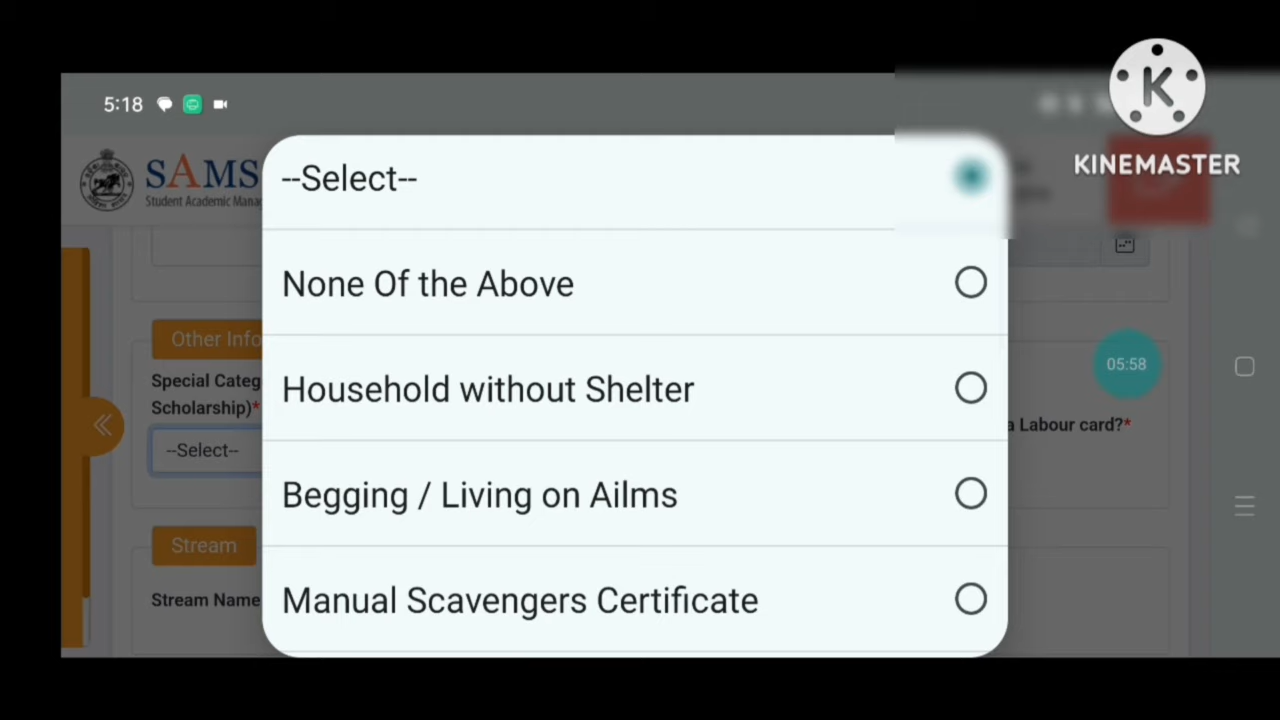 5:18
KINEMASTER
SAMS
Student Academic Mana
--Select--
None Of the Above
Household without Shelter
Begging / Living on Ailms
Manual Scavengers Certificate
Other Info
Special Categ
Scholarship)*
--Select--
a Labour card?*
05:58
Stream
Stream Name